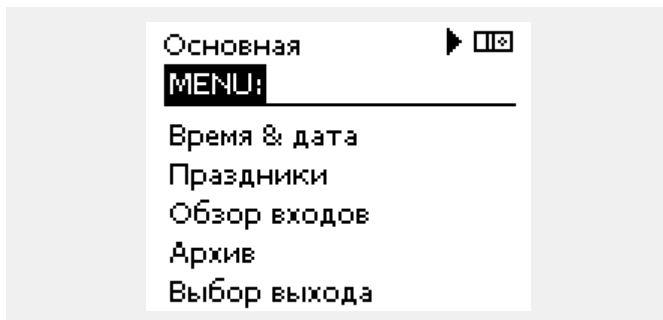 Основная
MENU:
Время & дата
Праздники
Обзор входов
Архив
Выбор выхода